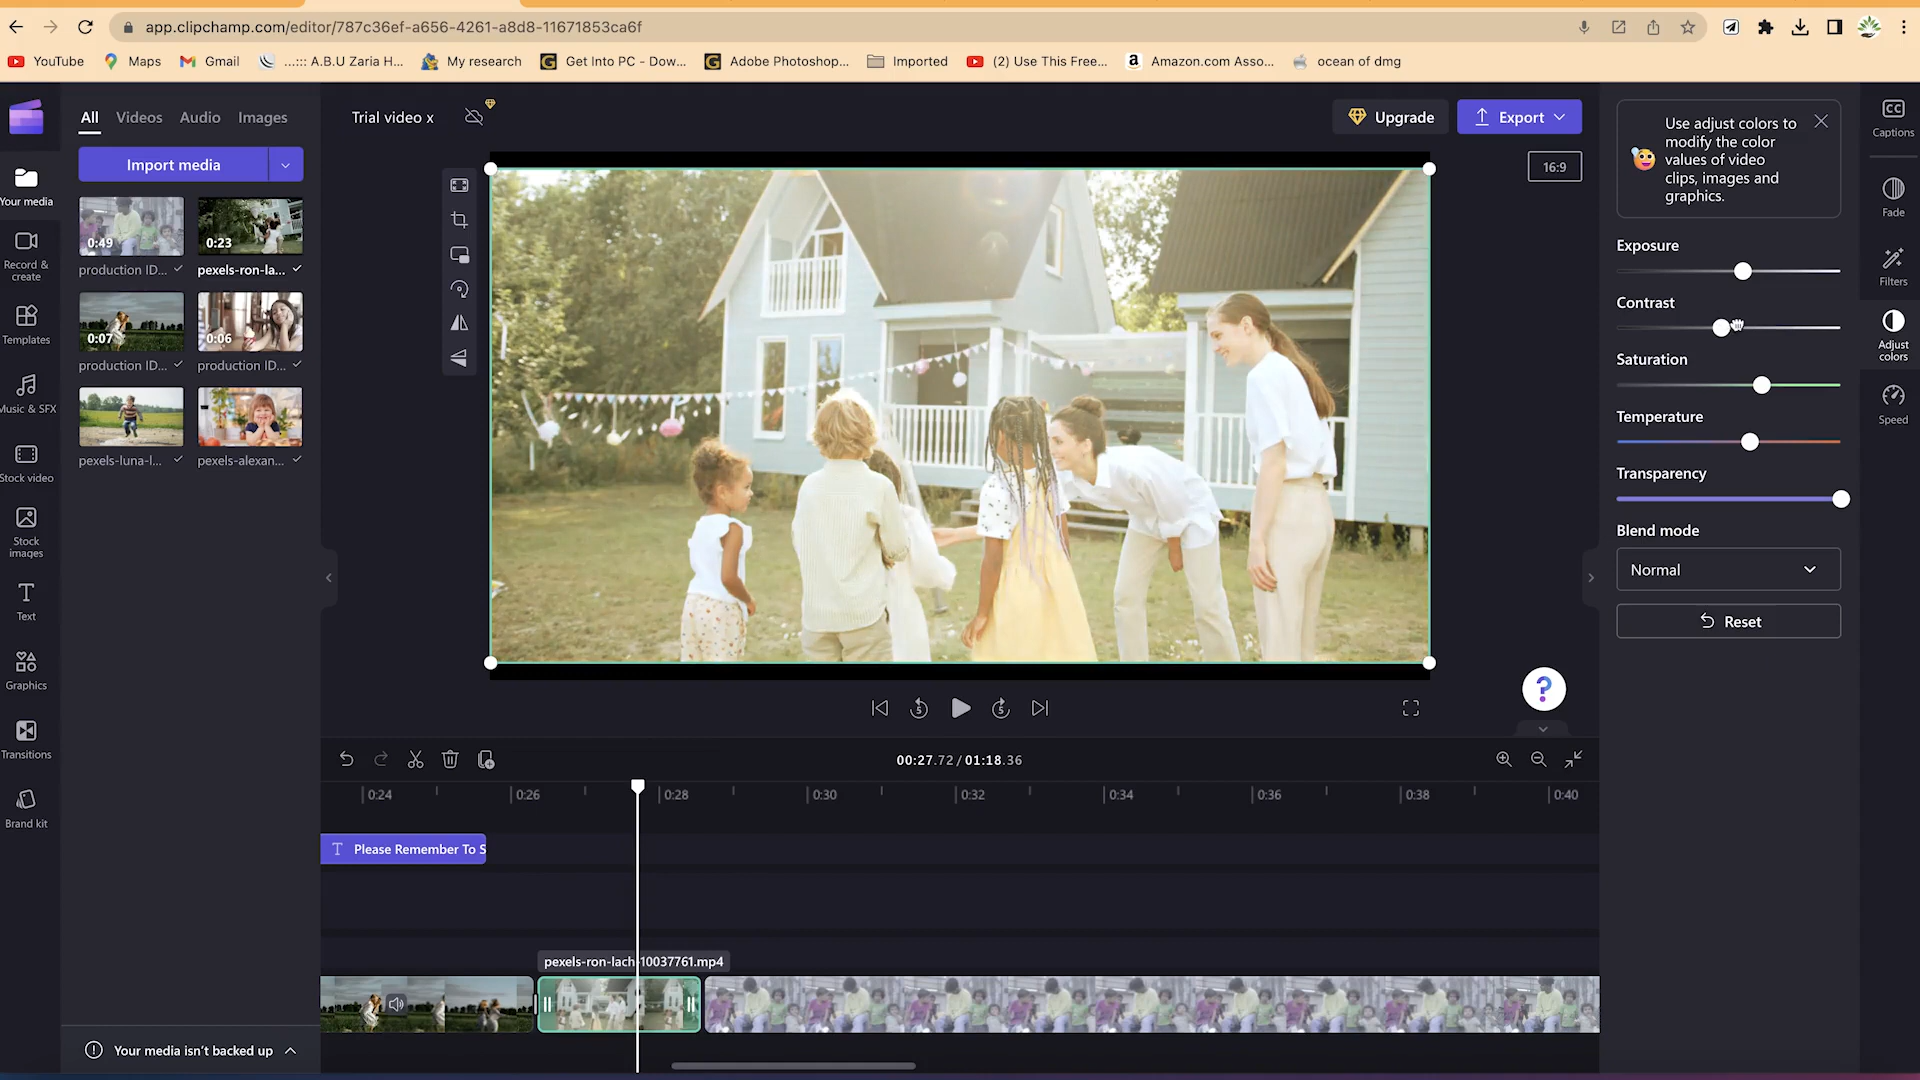 app.clipchamp.com/editor/787c36ef-a656-4261-a8d8-11671853ca6f
YouTube
Maps
Gmail
...::: A.B.U Zaria H...
My research
Get Into PC - Dow...
Adobe Photoshop...
Imported
(2) Use This Free...
Amazon.com Asso...
ocean of dmg
All
Videos
Audio
Images
Import media
0:49
production ID...
0:23
pexels-ron-la...
0:07
production ID...
0:06
production ID...
pexels-luna-l...
pexels-alexan...
Your media
Record &
create
Templates
Music & SFX
Stock video
Stock
images
Text
Graphics
Transitions
Brand kit
Your media isn't backed up
Trial video x
Upgrade
Export
16:9
Use adjust colors to
modify the color
values of video
clips, images and
graphics.
Exposure
Contrast
Saturation
Temperature
Transparency
Blend mode
Normal
Reset
CC
Captions
Fade
Filters
Adjust
colors
Speed
5
5
?
00:27.72 / 01:18.36
0:24
0:26
0:28
0:30
0:32
0:34
0:36
0:38
0:40
T Please Remember To S
pexels-ron-lach-10037761.mp4